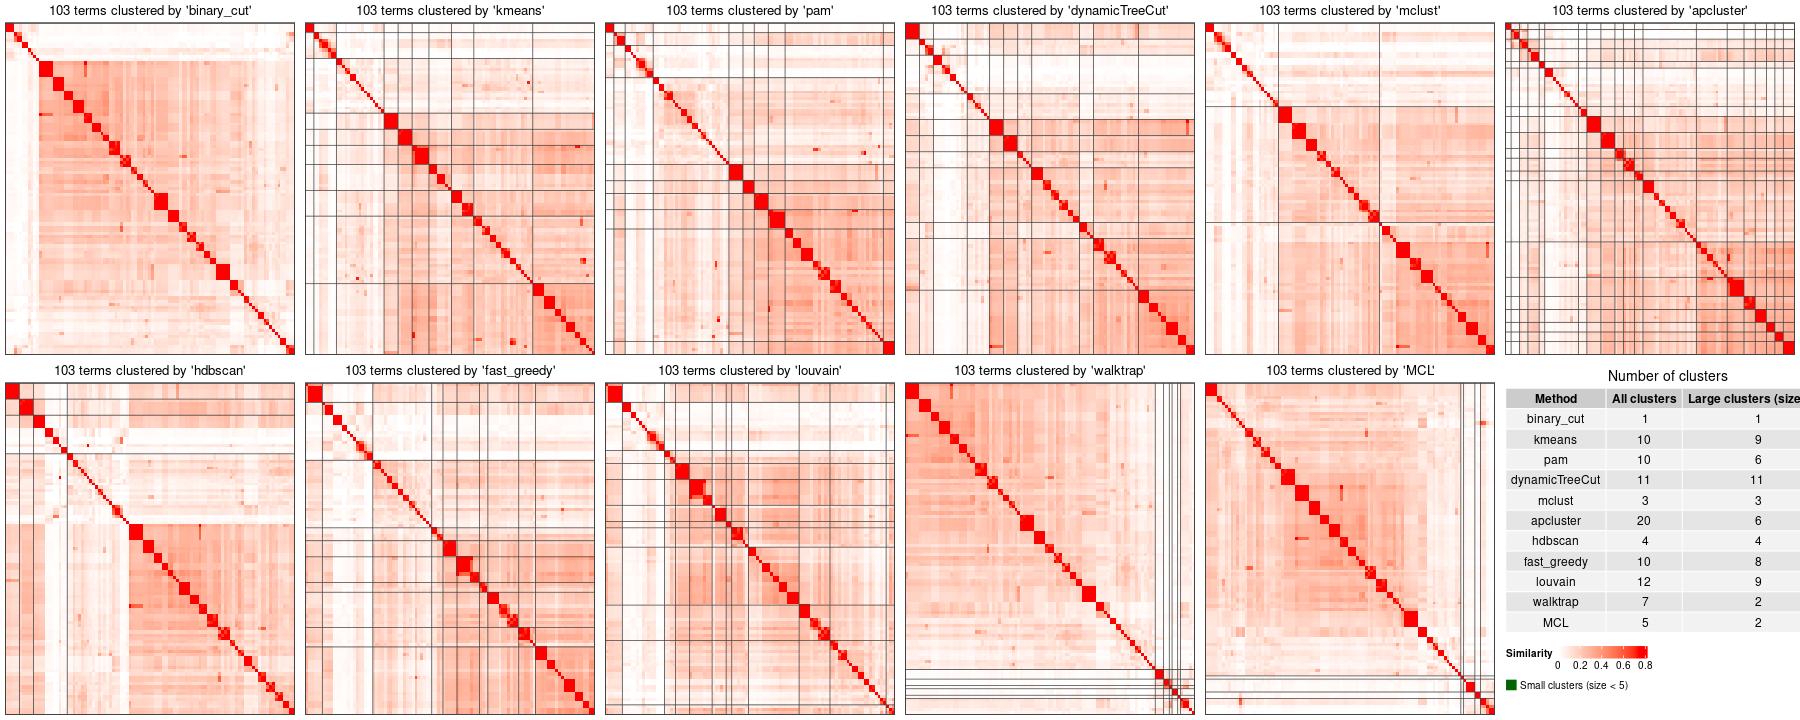 103 terms clustered by 'binary_cut'
103 terms clustered by 'kmeans'
103 terms clustered by 'pam'
103 terms clustered by 'dynamicTreeCut'
103 terms clustered by 'mclust'
103 terms clustered by 'apcluster'
103 terms clustered by 'hdbscan'
103 terms clustered by 'fast_greedy'
103 terms clustered by 'louvain'
103 terms clustered by 'walktrap'
103 terms clustered by 'MCL'
Number of clusters
Method All clusters Large clusters (size
binary_cut 1 1
kmeans 10 9
pam 10 6
dynamicTreeCut 11 11
mclust 3 3
apcluster 20 6
hdbscan 4 4
fast_greedy 10 8
louvain 12 9
walktrap 7 2
MCL 5 2
Similarity
0 0.2 0.4 0.6 0.8
Small clusters (size < 5)